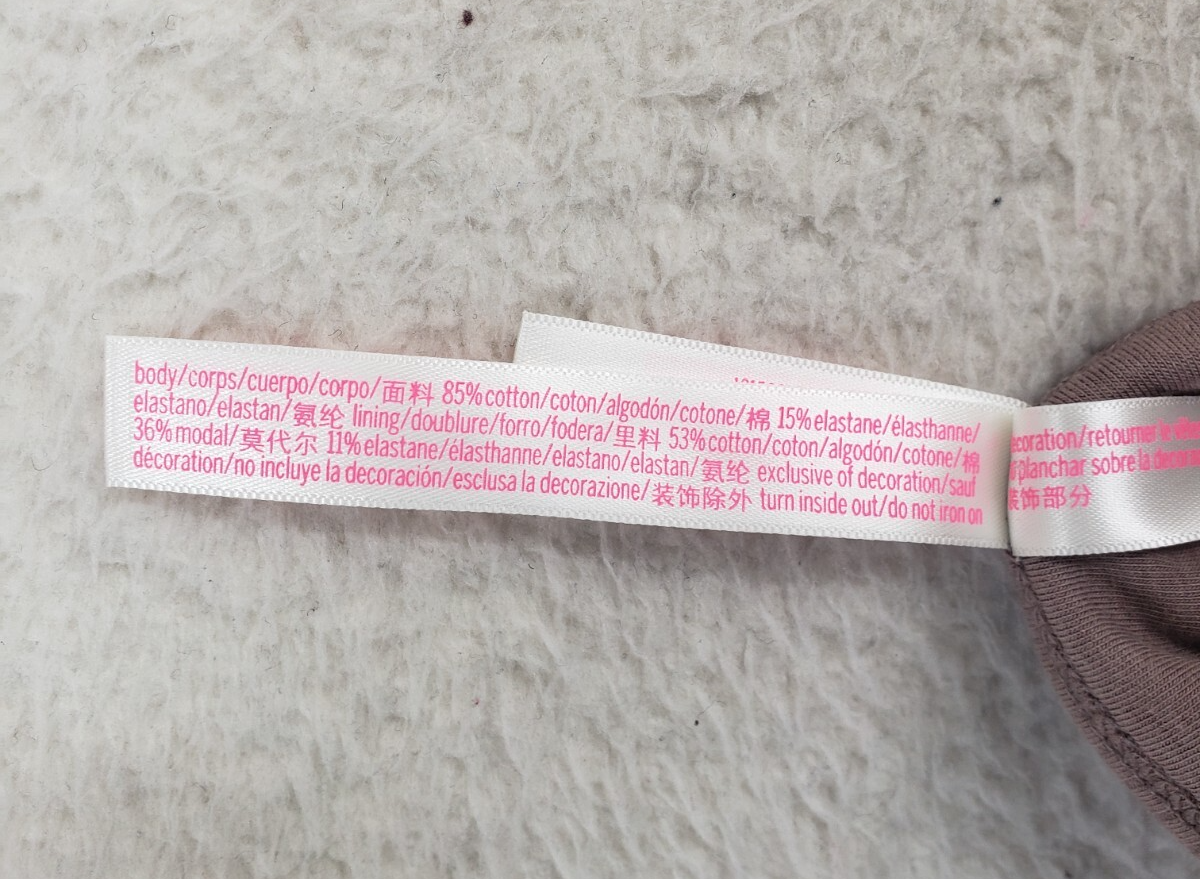 body/corps/cuerpo/corpo/面料 85%cotton/coton/algodón/cotone/棉 15%elastane/élasthanne/
elastano/elastan/氨纶 lining/doublure/forro/fodera/里料 53%cotton/coton/algodón/cotone/棉
36%modal/莫代尔 11%elastane/élasthanne/elastano/elastan/氨纶 exclusive of decoration/sauf
décoration/no incluye la decoración/esclusa la decorazione/装饰除外 turn inside out/do not iron on
ecoration/retourner le
planchar sobre la
装饰部分